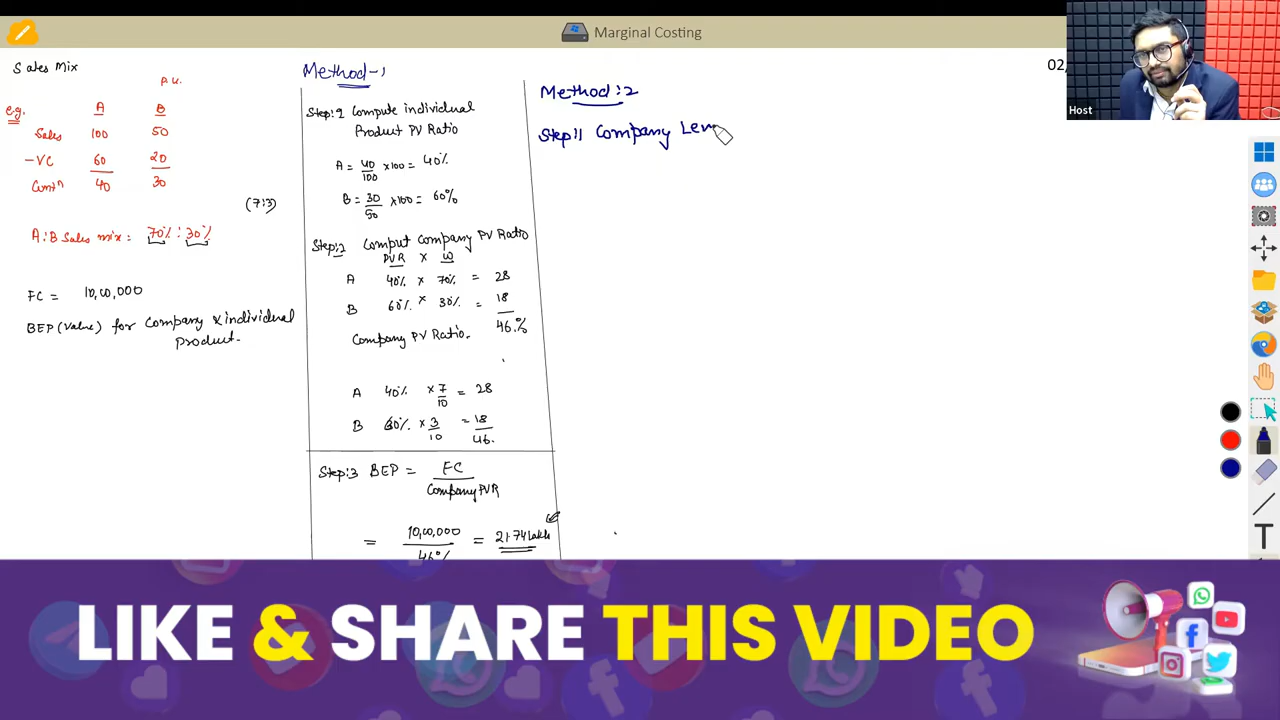 Marginal Costing
02/
Host
Sales Mix
P.U.
e.g. A B
Sales 100 50
-VC 60 20
Contn 40 30
(7:3)
A:B Sales mix = 70% : 30%
FC = 10,00,000
BEP (Value) for Company & individual
Product.
Method-1
Step:1 Compute individual
Product PV Ratio
A = 40/100 x100 = 40%
B = 30/50 x100 = 60%
Step:2 Comput Company PV Ratio
PVR x W
A 40% x 70% = 28
B 60% x 30% = 18
46%
Company PV Ratio.
A 40% x 7/10 = 28
B 60% x 3/10 = 18
46.
Step:3 BEP = FC / Company PVR
= 10,00,000 / 46% = 21.74 Lakh
Method:2
Step:1 Company Lev
LIKE & SHARE THIS VIDEO